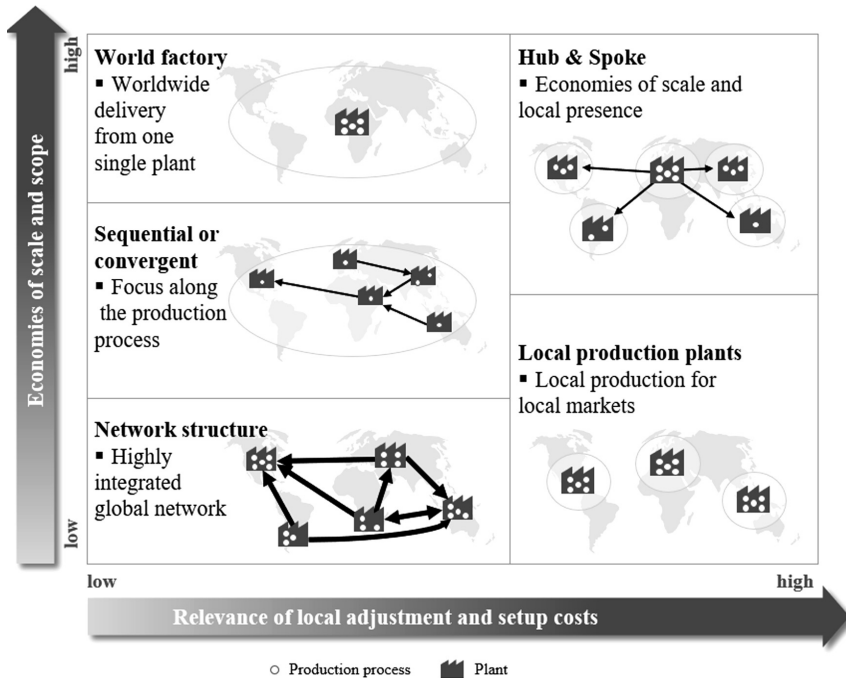 high
Economies of scale and scope
low
World factory
▪ Worldwide
delivery
from one
single plant
Sequential or
convergent
▪ Focus along
the production
process
Network structure
▪ Highly
integrated
global network
Hub & Spoke
▪ Economies of scale and
local presence
Local production plants
▪ Local production for
local markets
low
high
Relevance of local adjustment and setup costs
Production process
Plant